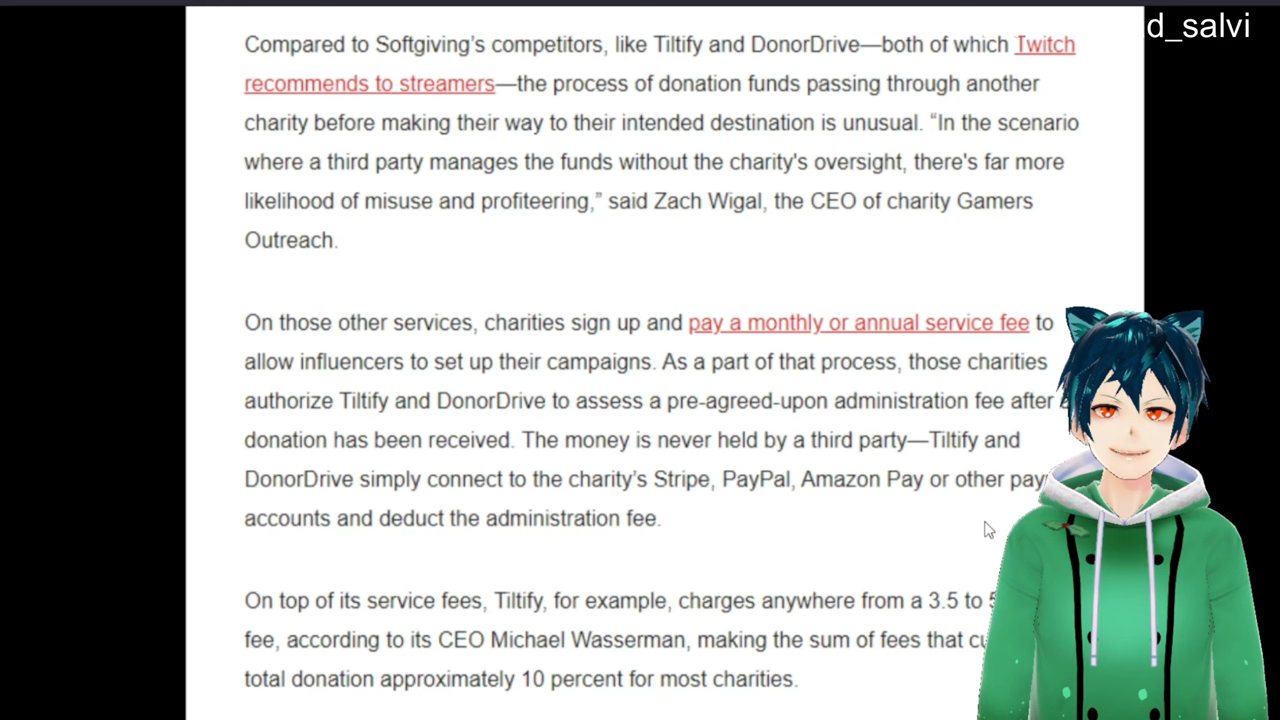 d_salvi
Compared to Softgiving’s competitors, like Tiltify and DonorDrive—both of which Twitch
recommends to streamers—the process of donation funds passing through another
charity before making their way to their intended destination is unusual. “In the scenario
where a third party manages the funds without the charity's oversight, there's far more
likelihood of misuse and profiteering,” said Zach Wigal, the CEO of charity Gamers
Outreach.
On those other services, charities sign up and pay a monthly or annual service fee to
allow influencers to set up their campaigns. As a part of that process, those charities
authorize Tiltify and DonorDrive to assess a pre-agreed-upon administration fee after
donation has been received. The money is never held by a third party—Tiltify and
DonorDrive simply connect to the charity’s Stripe, PayPal, Amazon Pay or other pay
accounts and deduct the administration fee.
On top of its service fees, Tiltify, for example, charges anywhere from a 3.5 to
fee, according to its CEO Michael Wasserman, making the sum of fees that
total donation approximately 10 percent for most charities.